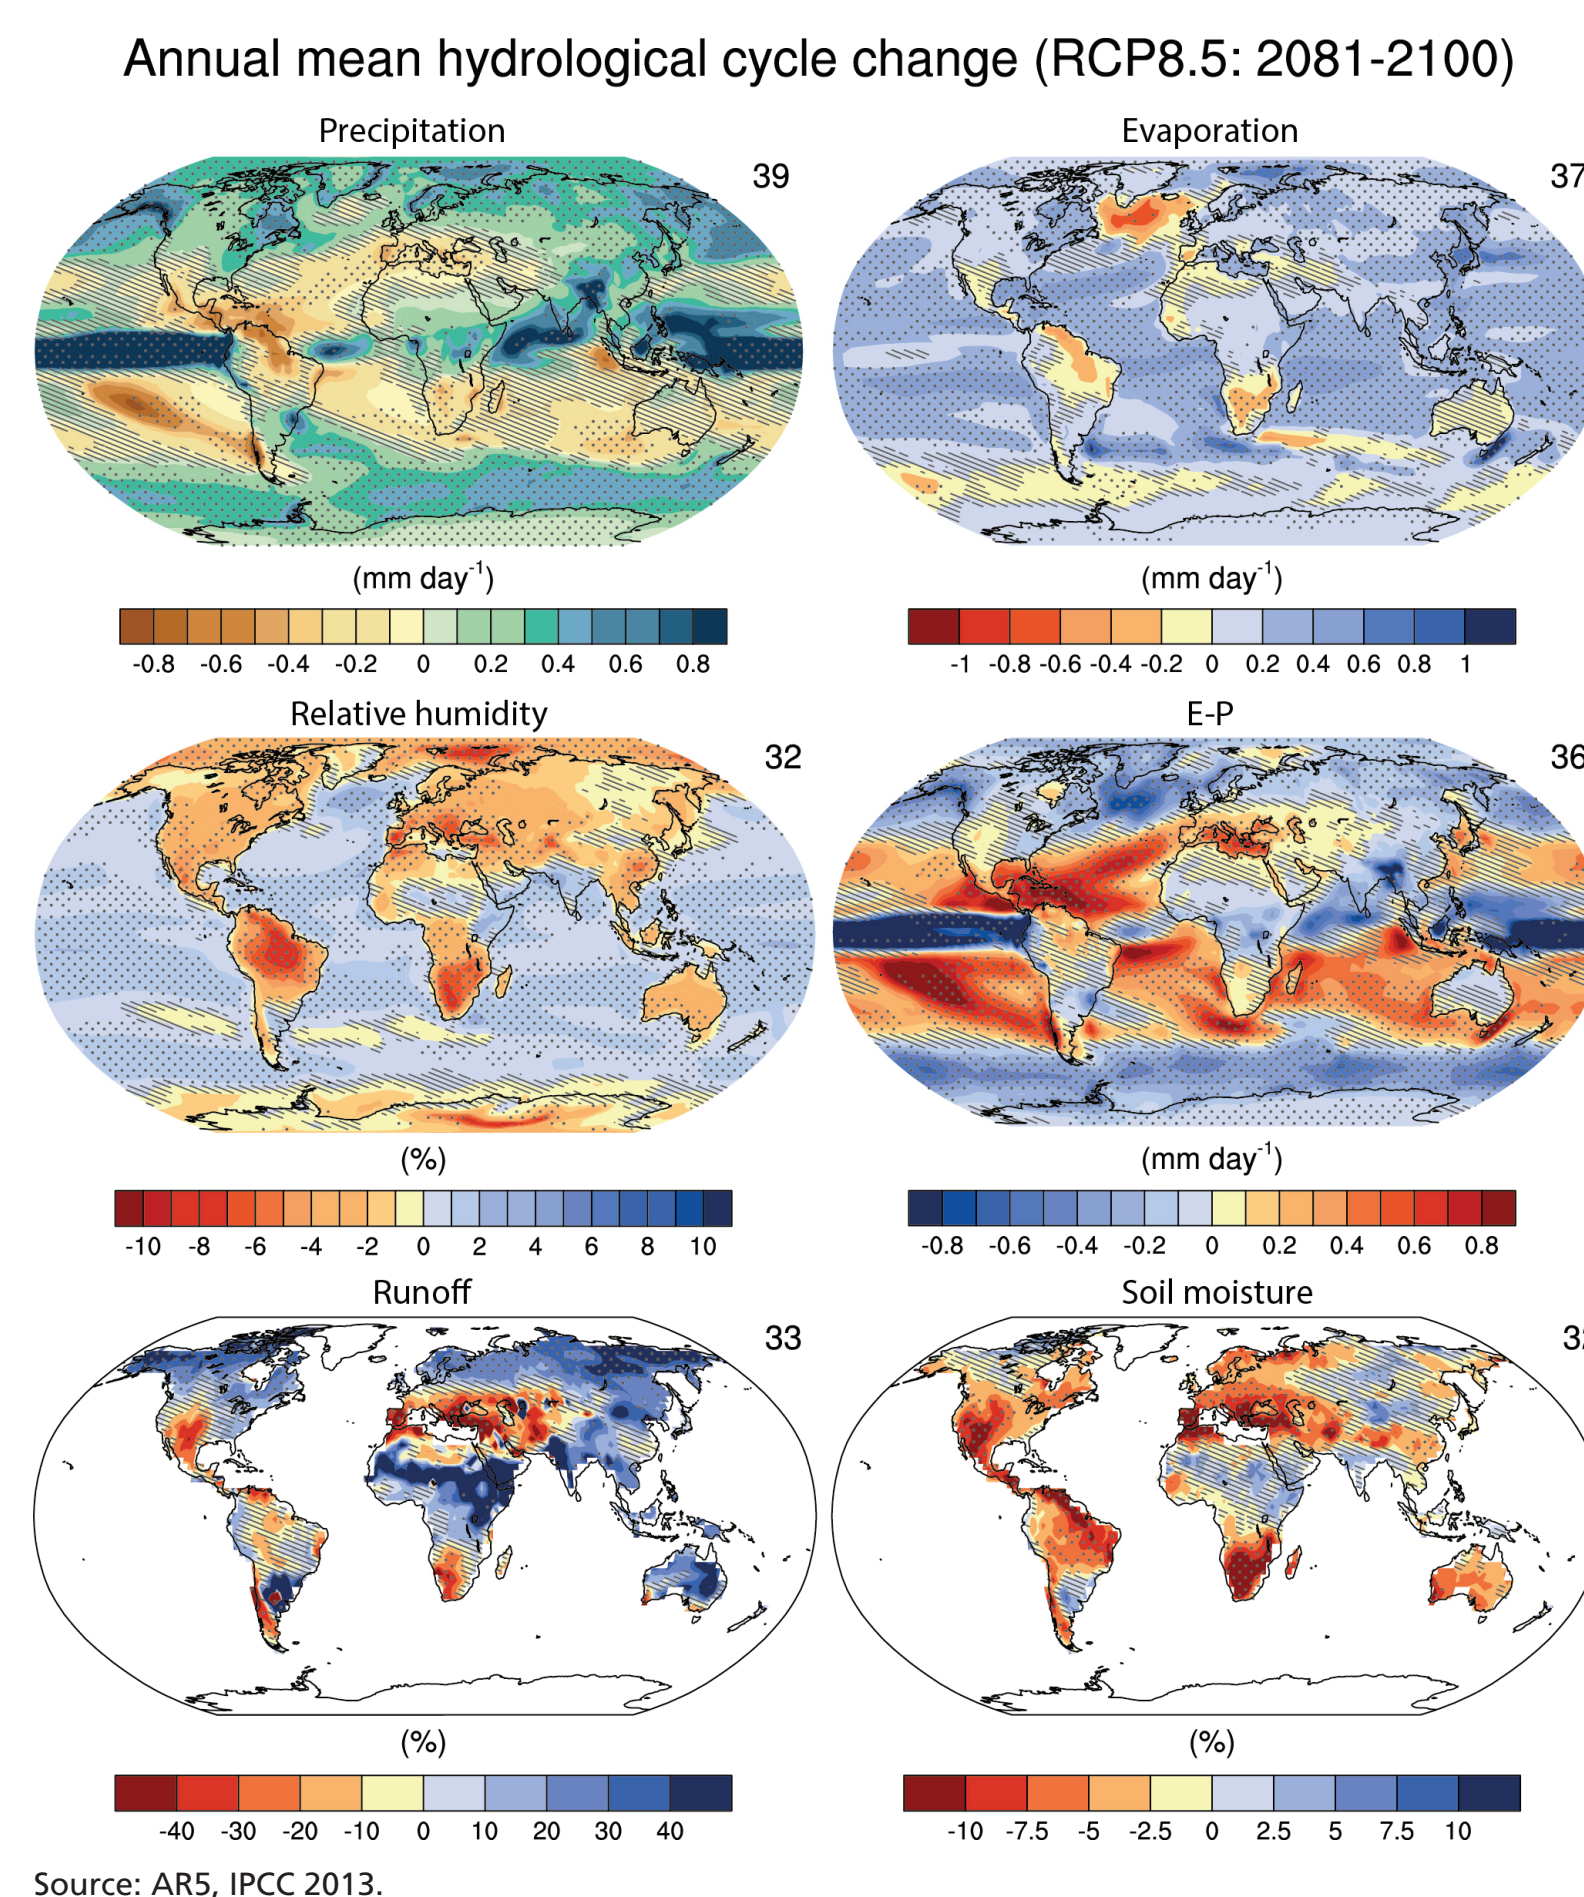 Annual mean hydrological cycle change (RCP8.5: 2081-2100)
Precipitation
39
(mm day-1)
-0.8 -0.6 -0.4 -0.2 0 0.2 0.4 0.6 0.8
Evaporation
37
(mm day-1)
-1 -0.8 -0.6 -0.4 -0.2 0 0.2 0.4 0.6 0.8 1
Relative humidity
32
(%)
-10 -8 -6 -4 -2 0 2 4 6 8 10
E-P
36
(mm day-1)
-0.8 -0.6 -0.4 -0.2 0 0.2 0.4 0.6 0.8
Runoff
33
(%)
-40 -30 -20 -10 0 10 20 30 40
Soil moisture
(%)
-10 -7.5 -5 -2.5 0 2.5 5 7.5 10
Source: AR5, IPCC 2013.